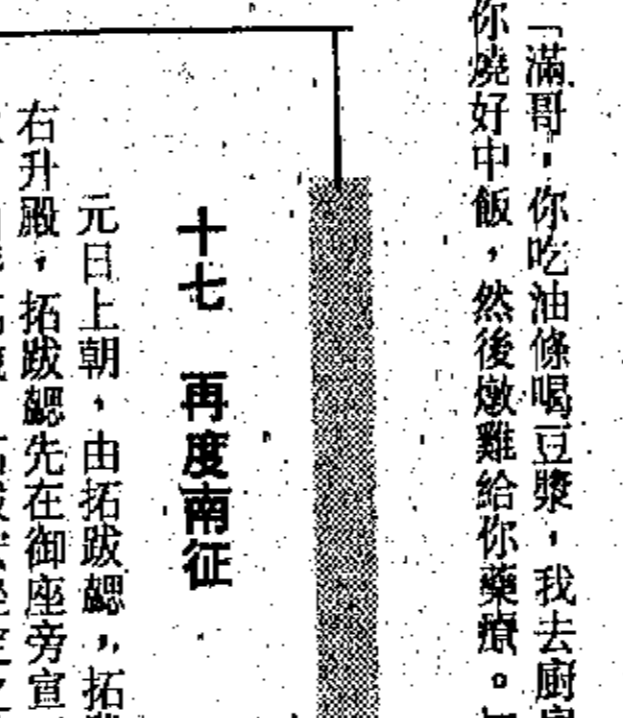 「滿哥，你吃油條喝豆漿，我去廚
你燒好中飯，然後燉雞給你藥
十七　再度南征
元日上朝，由拓跋勰，拓
右升殿，拓跋勰先在御座旁宣